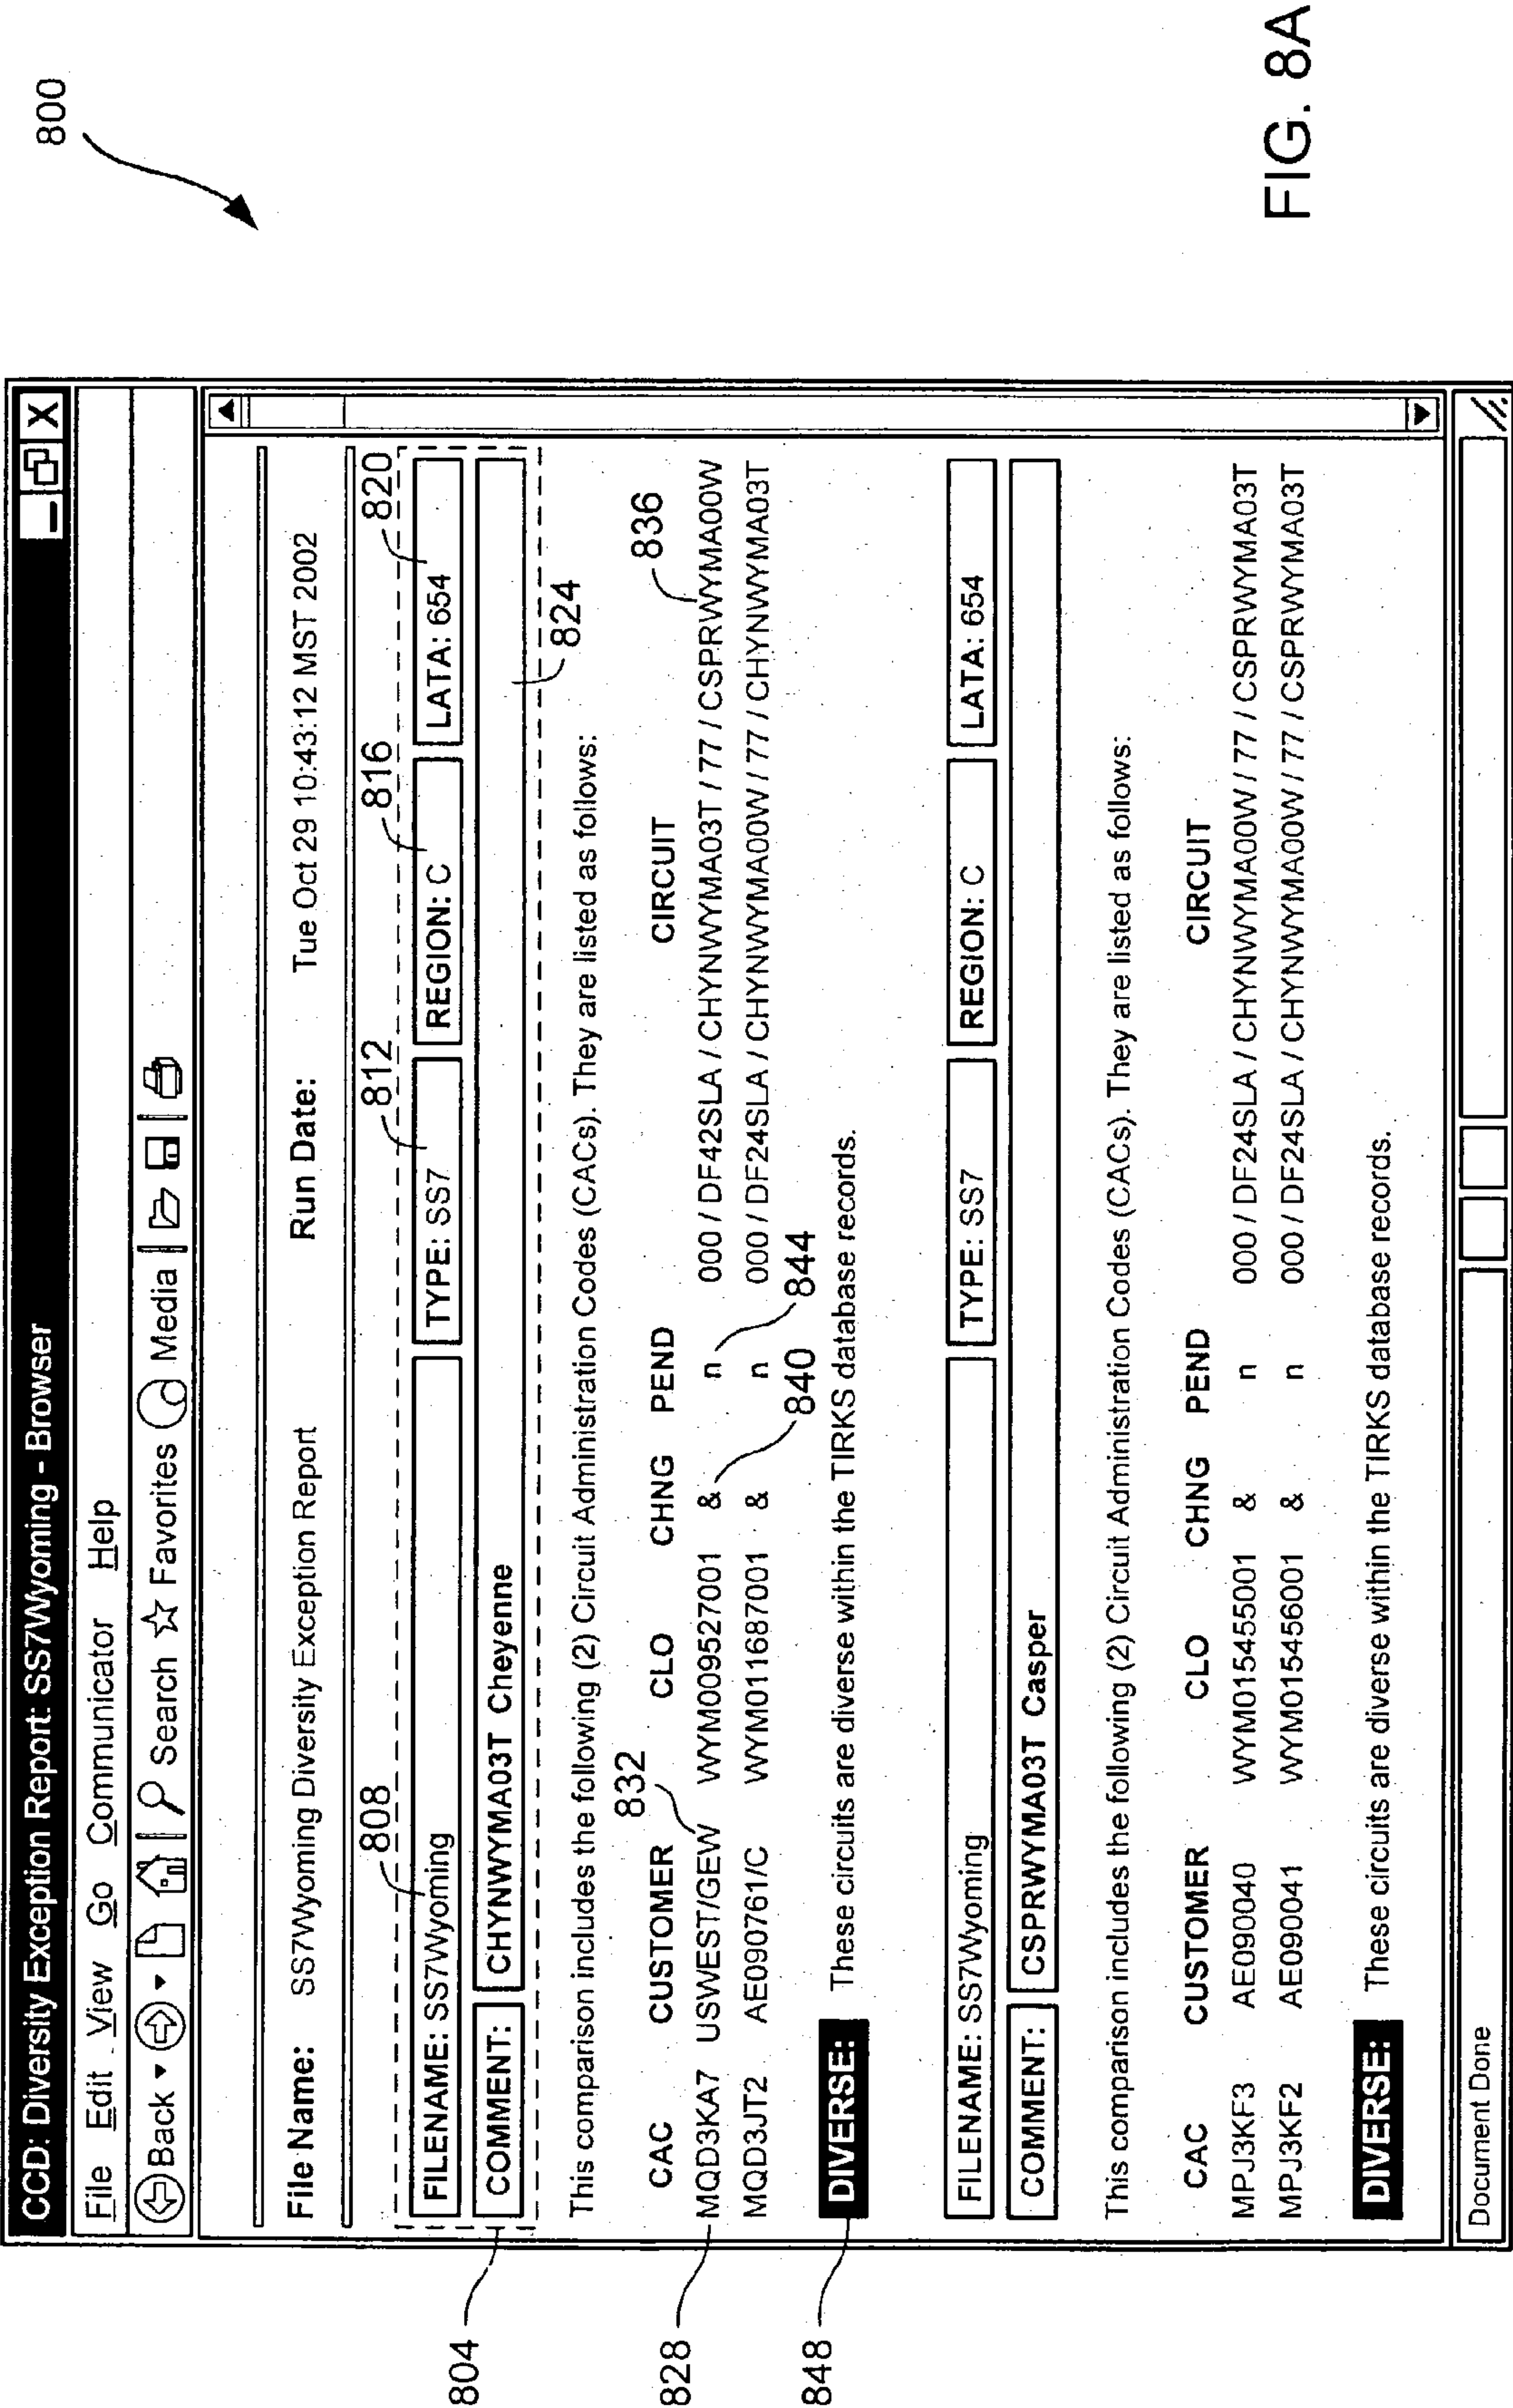 800
CCD: Diversity Exception Report: SS7Wyoming - Browser
X
File Edit View Go Communicator Help
Back Search Favorites Media
File Name: SS7Wyoming Diversity Exception Report Run Date: Tue Oct 29 10:43:12 MST 2002
808 812 816 820
FILENAME: SS7Wyoming TYPE: SS7 REGION: C LATA: 654
804
COMMENT: CHYNWYMA03T Cheyenne
824
This comparison includes the following (2) Circuit Administration Codes (CACs). They are listed as follows:
832 836
CAC CUSTOMER CLO CHNG PEND CIRCUIT
828
MQD3KA7 USWEST/GEW WYM009527001 & n 000 / DF42SLA / CHYNWYMA03T / 77 / CSPRWYMA00W
MQD3JT2 AE090761/C WYM011687001 & n 000 / DF24SLA / CHYNWYMA00W / 77 / CHYNWYMA03T
840 844
848
DIVERSE: These circuits are diverse within the TIRKS database records.
FILENAME: SS7Wyoming TYPE: SS7 REGION: C LATA: 654
COMMENT: CSPRWYMA03T Casper
This comparison includes the following (2) Circuit Administration Codes (CACs). They are listed as follows:
CAC CUSTOMER CLO CHNG PEND CIRCUIT
MPJ3KF3 AE090040 WYM015455001 & n 000 / DF24SLA / CHYNWYMA00W / 77 / CSPRWYMA03T
MPJ3KF2 AE090041 WYM015456001 & n 000 / DF24SLA / CHYNWYMA00W / 77 / CSPRWYMA03T
DIVERSE: These circuits are diverse within the TIRKS database records.
Document Done
FIG. 8A